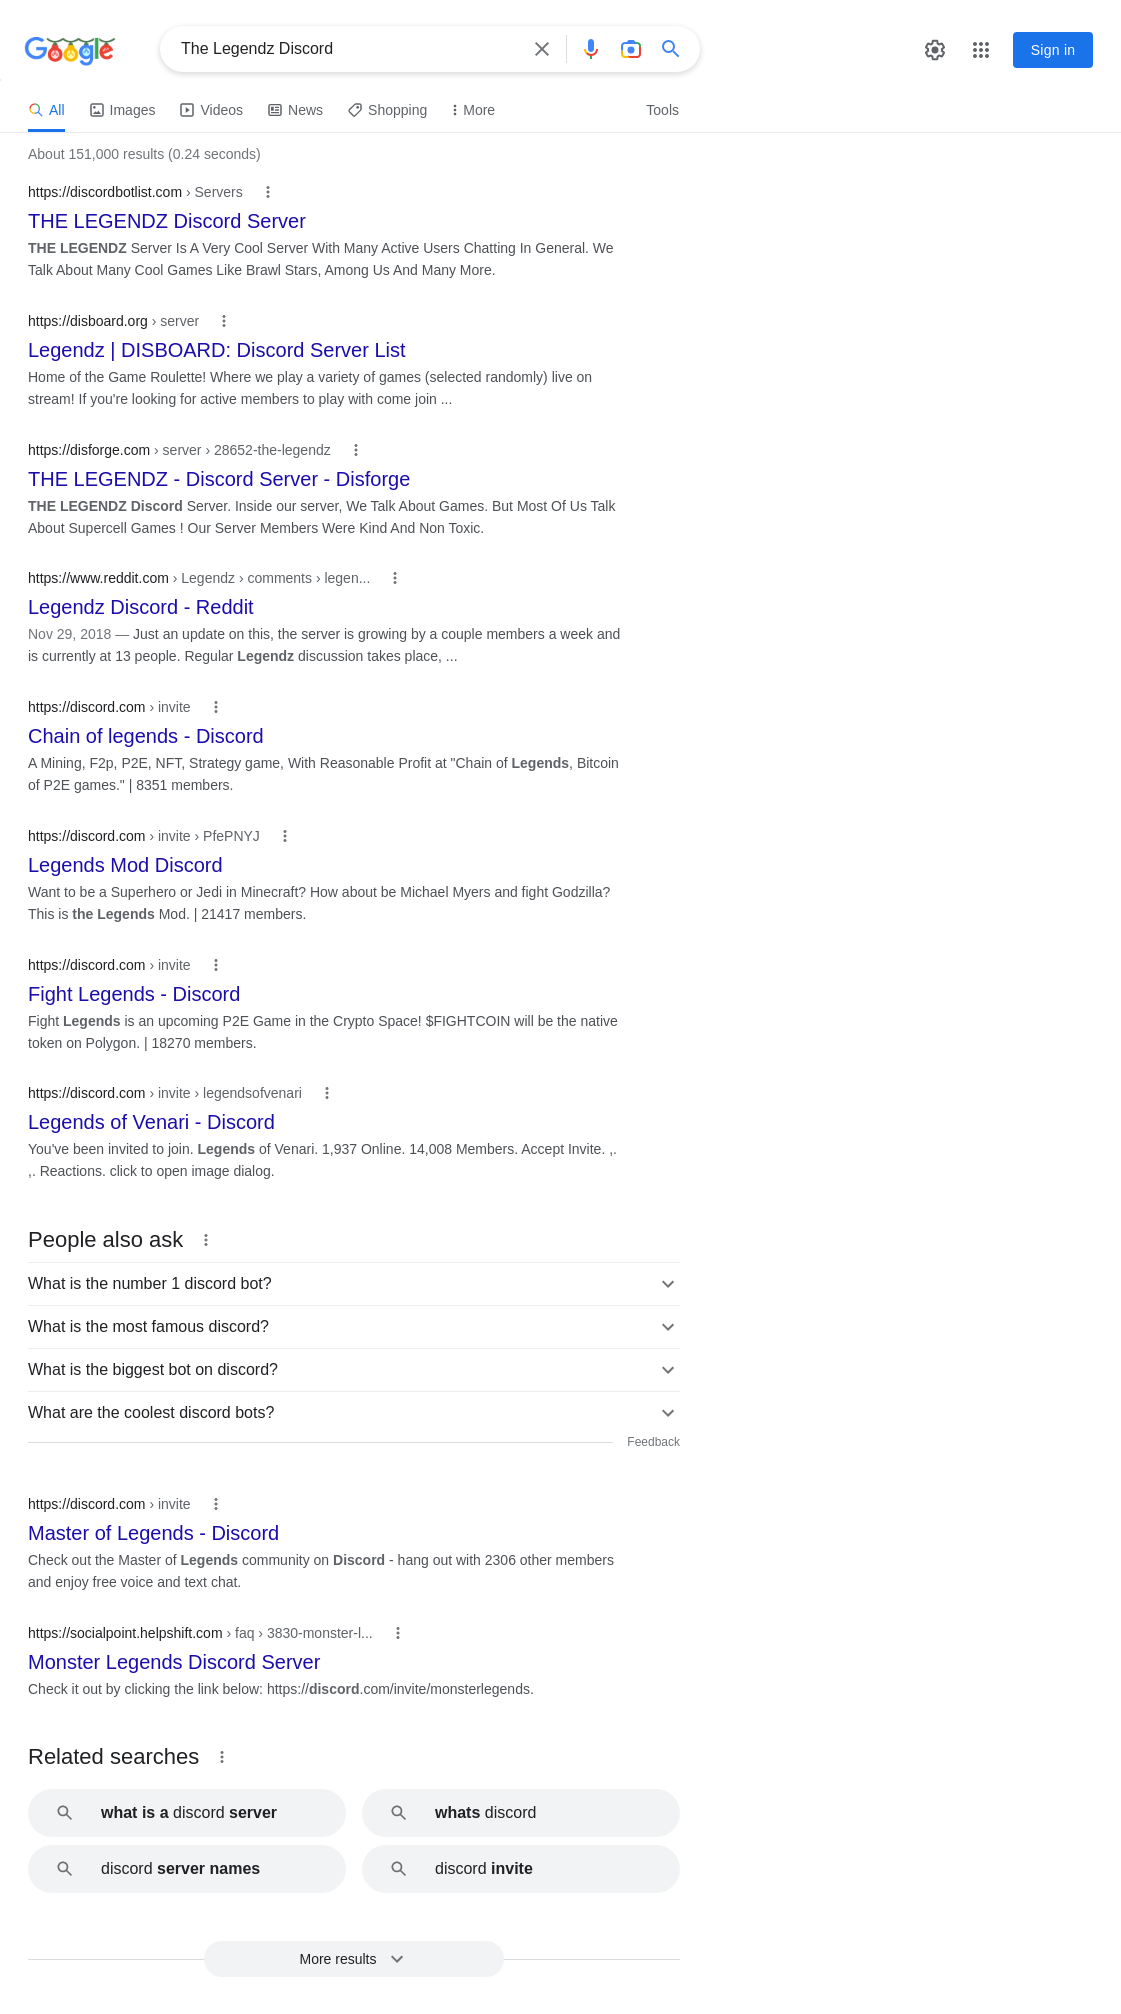 Google
The Legendz Discord
Sign in
All
Images
Videos
News
Shopping
More
Tools
About 151,000 results (0.24 seconds)
https://discordbotlist.com › Servers
THE LEGENDZ Discord Server
THE LEGENDZ Server Is A Very Cool Server With Many Active Users Chatting In General. We
Talk About Many Cool Games Like Brawl Stars, Among Us And Many More.
https://disboard.org › server
Legendz | DISBOARD: Discord Server List
Home of the Game Roulette! Where we play a variety of games (selected randomly) live on
stream! If you're looking for active members to play with come join ...
https://disforge.com › server › 28652-the-legendz
THE LEGENDZ - Discord Server - Disforge
THE LEGENDZ Discord Server. Inside our server, We Talk About Games. But Most Of Us Talk
About Supercell Games ! Our Server Members Were Kind And Non Toxic.
https://www.reddit.com › Legendz › comments › legen...
Legendz Discord - Reddit
Nov 29, 2018 — Just an update on this, the server is growing by a couple members a week and
is currently at 13 people. Regular Legendz discussion takes place, ...
https://discord.com › invite
Chain of legends - Discord
A Mining, F2p, P2E, NFT, Strategy game, With Reasonable Profit at "Chain of Legends, Bitcoin
of P2E games." | 8351 members.
https://discord.com › invite › PfePNYJ
Legends Mod Discord
Want to be a Superhero or Jedi in Minecraft? How about be Michael Myers and fight Godzilla?
This is the Legends Mod. | 21417 members.
https://discord.com › invite
Fight Legends - Discord
Fight Legends is an upcoming P2E Game in the Crypto Space! $FIGHTCOIN will be the native
token on Polygon. | 18270 members.
https://discord.com › invite › legendsofvenari
Legends of Venari - Discord
You've been invited to join. Legends of Venari. 1,937 Online. 14,008 Members. Accept Invite. ,.
,. Reactions. click to open image dialog.
People also ask
What is the number 1 discord bot?
What is the most famous discord?
What is the biggest bot on discord?
What are the coolest discord bots?
Feedback
https://discord.com › invite
Master of Legends - Discord
Check out the Master of Legends community on Discord - hang out with 2306 other members
and enjoy free voice and text chat.
https://socialpoint.helpshift.com › faq › 3830-monster-l...
Monster Legends Discord Server
Check it out by clicking the link below: https://discord.com/invite/monsterlegends.
Related searches
what is a discord server
whats discord
discord server names
discord invite
More results